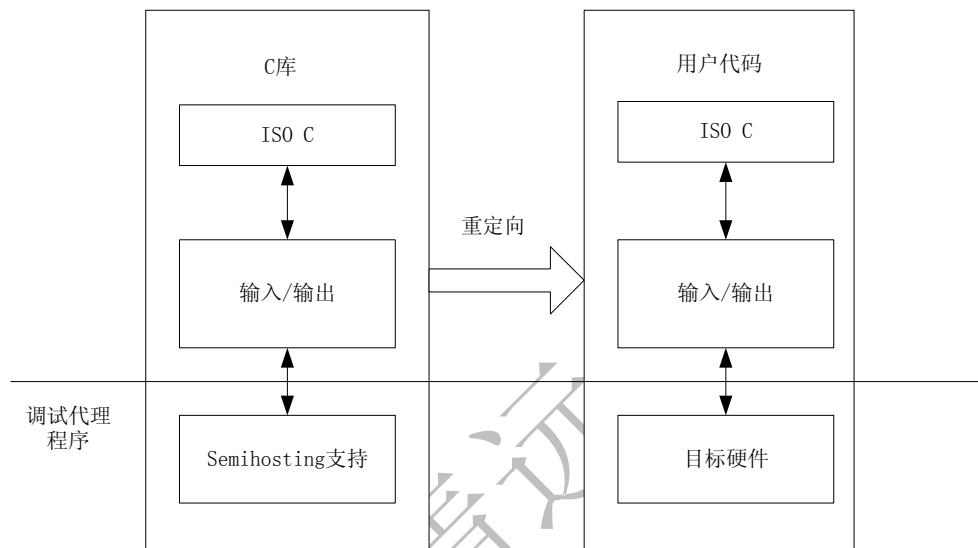 C库
ISO C
输入/输出
Semihosting支持
重定向
用户代码
ISO C
输入/输出
目标硬件
调试代理
程序